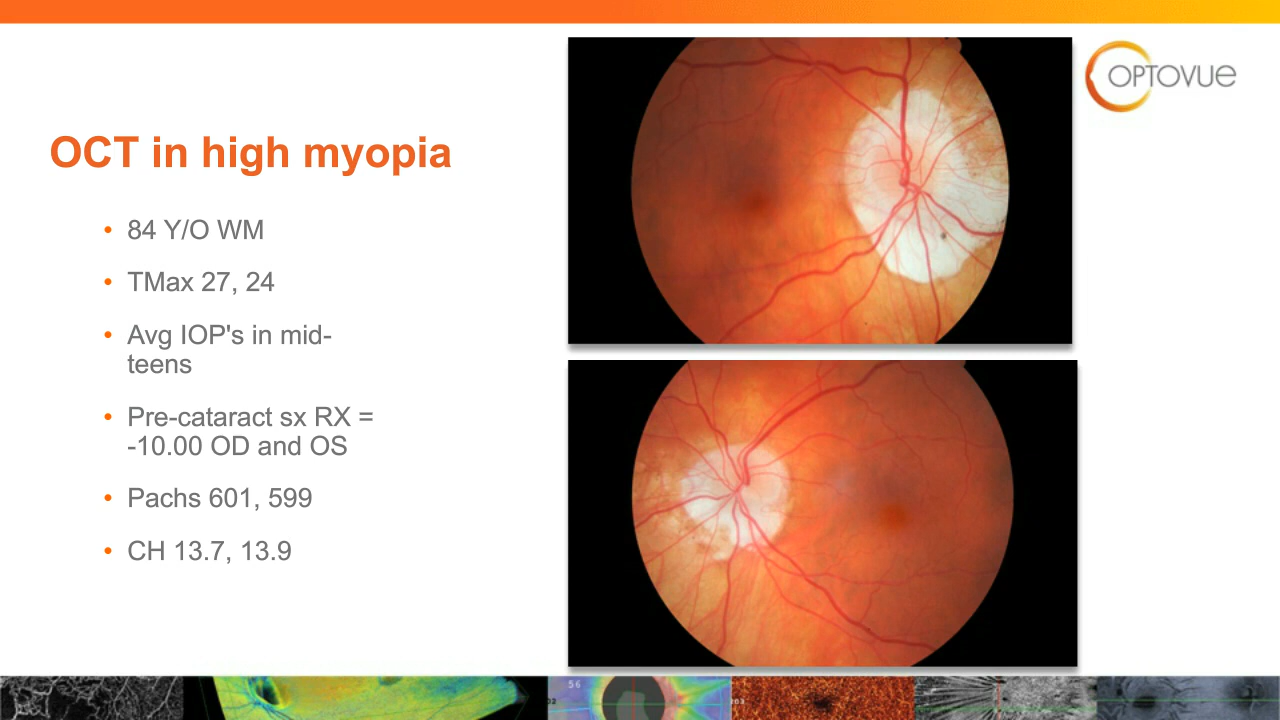 OPTOVUE
OCT in high myopia
• 84 Y/O WM
• TMax 27, 24
• Avg IOP's in mid-
teens
• Pre-cataract sx RX =
-10.00 OD and OS
• Pachs 601, 599
• CH 13.7, 13.9
56